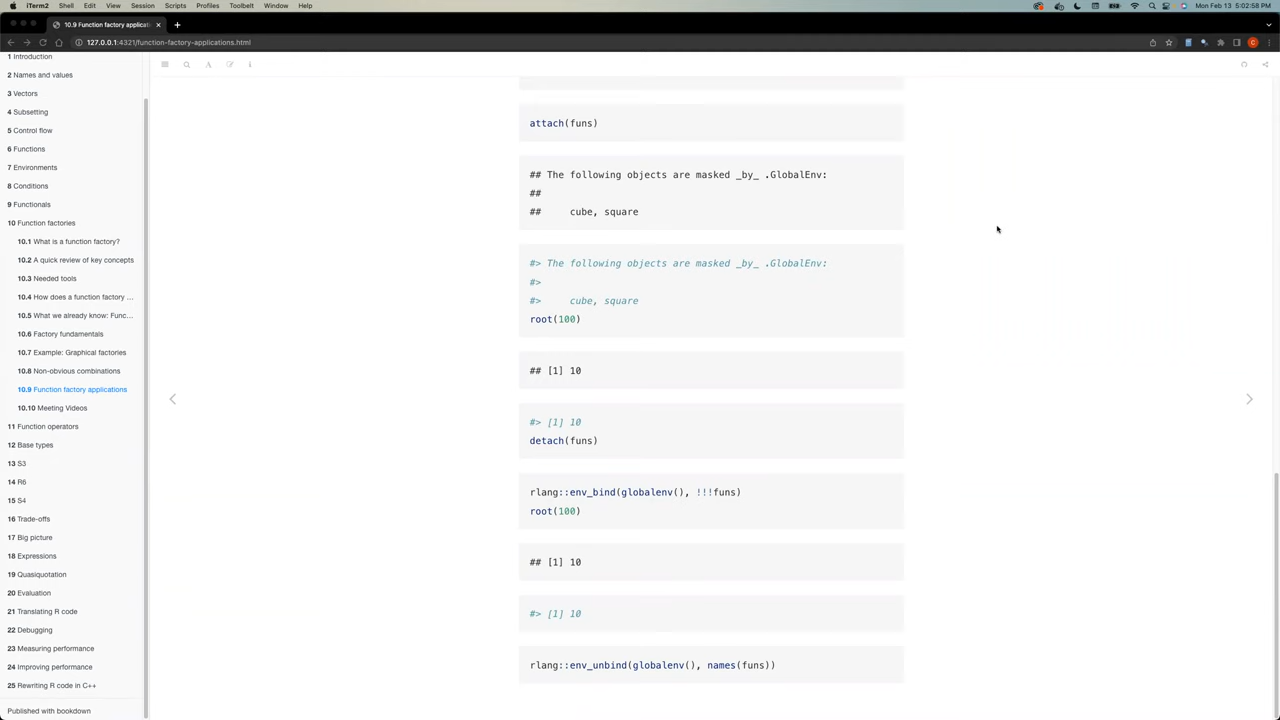 iTerm2 Shell Edit View Session Scripts Profiles Toolbelt Window Help Mon Feb 13 5:02:58 PM
10.9 Function factory applicati
127.0.0.1:4321/function-factory-applications.html
1 Introduction
2 Names and values
3 Vectors
4 Subsetting
5 Control flow
6 Functions
7 Environments
8 Conditions
9 Functionals
10 Function factories
10.1 What is a function factory?
10.2 A quick review of key concepts
10.3 Needed tools
10.4 How does a function factory ...
10.5 What we already know: Func...
10.6 Factory fundamentals
10.7 Example: Graphical factories
10.8 Non-obvious combinations
10.9 Function factory applications
10.10 Meeting Videos
11 Function operators
12 Base types
13 S3
14 R6
15 S4
16 Trade-offs
17 Big picture
18 Expressions
19 Quasiquotation
20 Evaluation
21 Translating R code
22 Debugging
23 Measuring performance
24 Improving performance
25 Rewriting R code in C++
Published with bookdown
attach(funs)
## The following objects are masked _by_ .GlobalEnv:
##
##     cube, square
#> The following objects are masked _by_ .GlobalEnv:
#>
#>     cube, square
root(100)
## [1] 10
#> [1] 10
detach(funs)
rlang::env_bind(globalenv(), !!!funs)
root(100)
## [1] 10
#> [1] 10
rlang::env_unbind(globalenv(), names(funs))